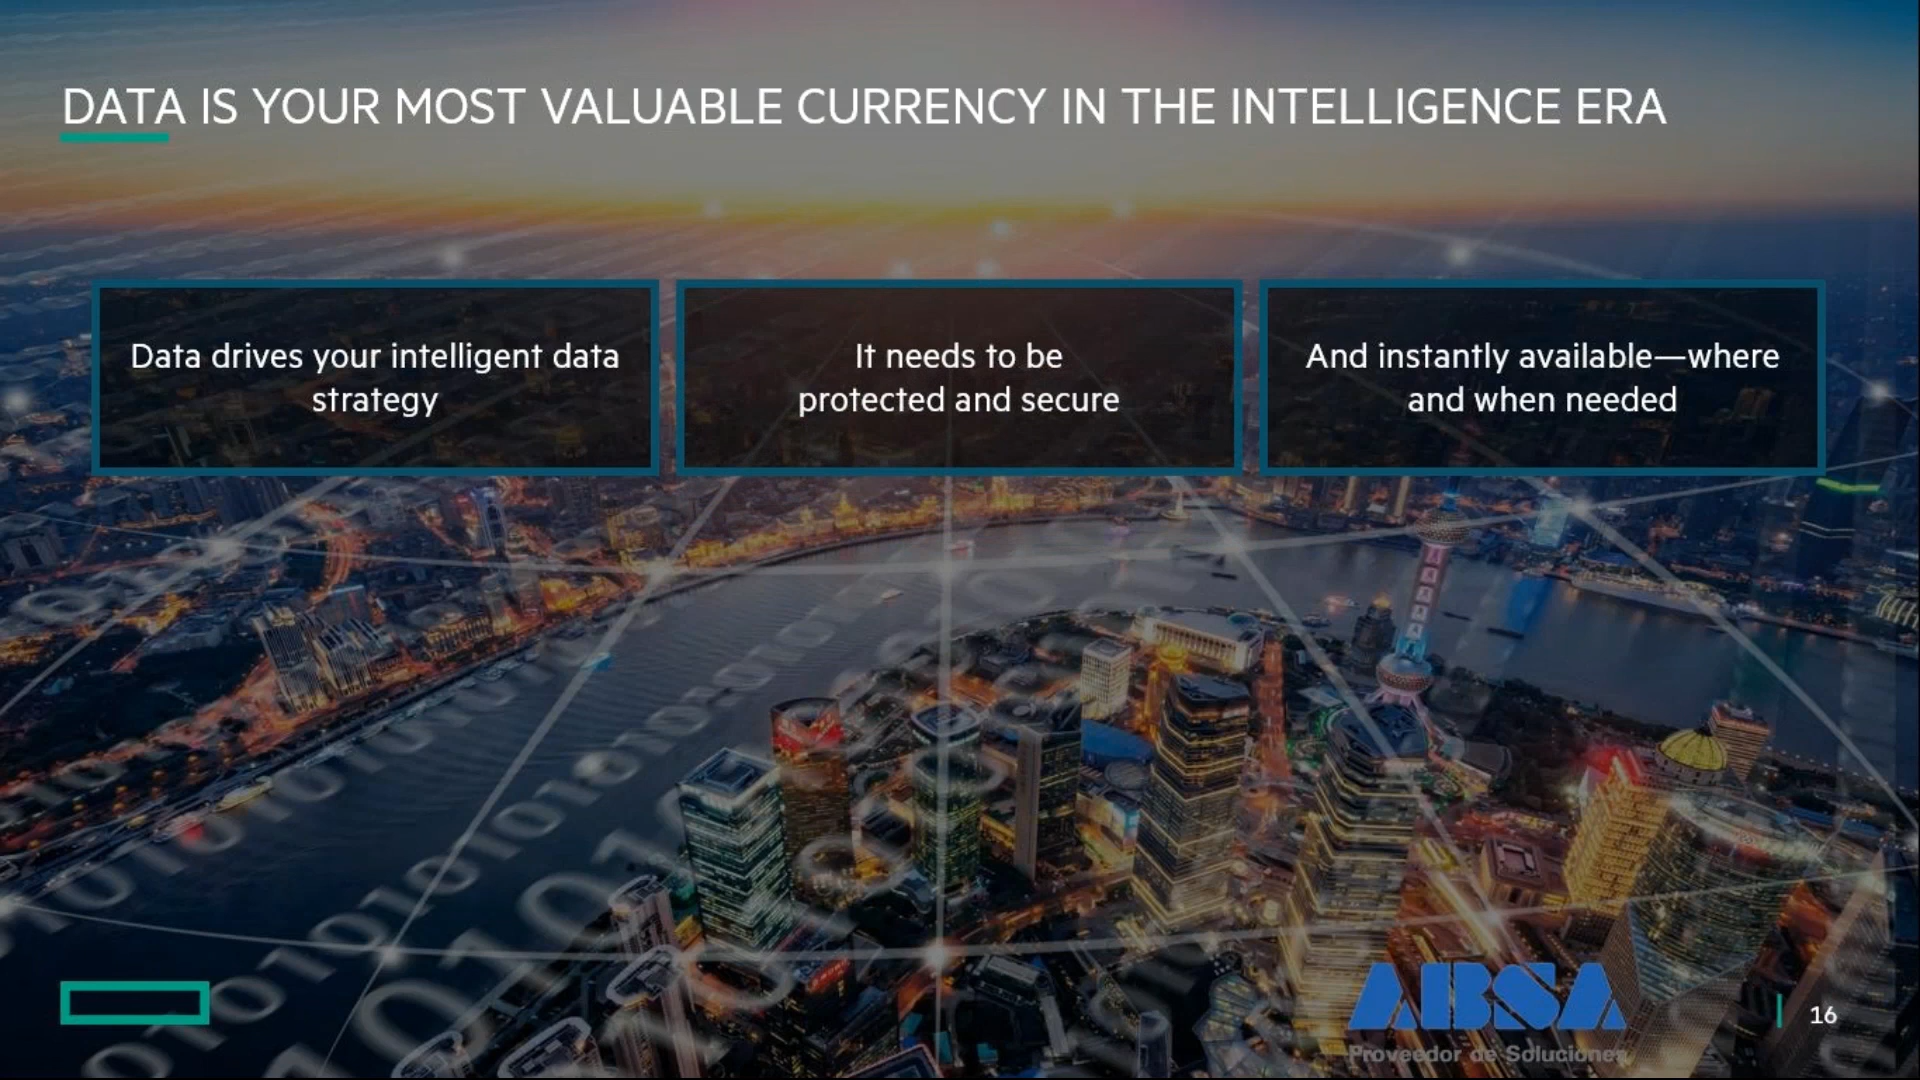 DATA IS YOUR MOST VALUABLE CURRENCY IN THE INTELLIGENCE ERA
Data drives your intelligent data
strategy
It needs to be
protected and secure
And instantly available—where
and when needed
ABSA
Proveedor de Soluciones
16